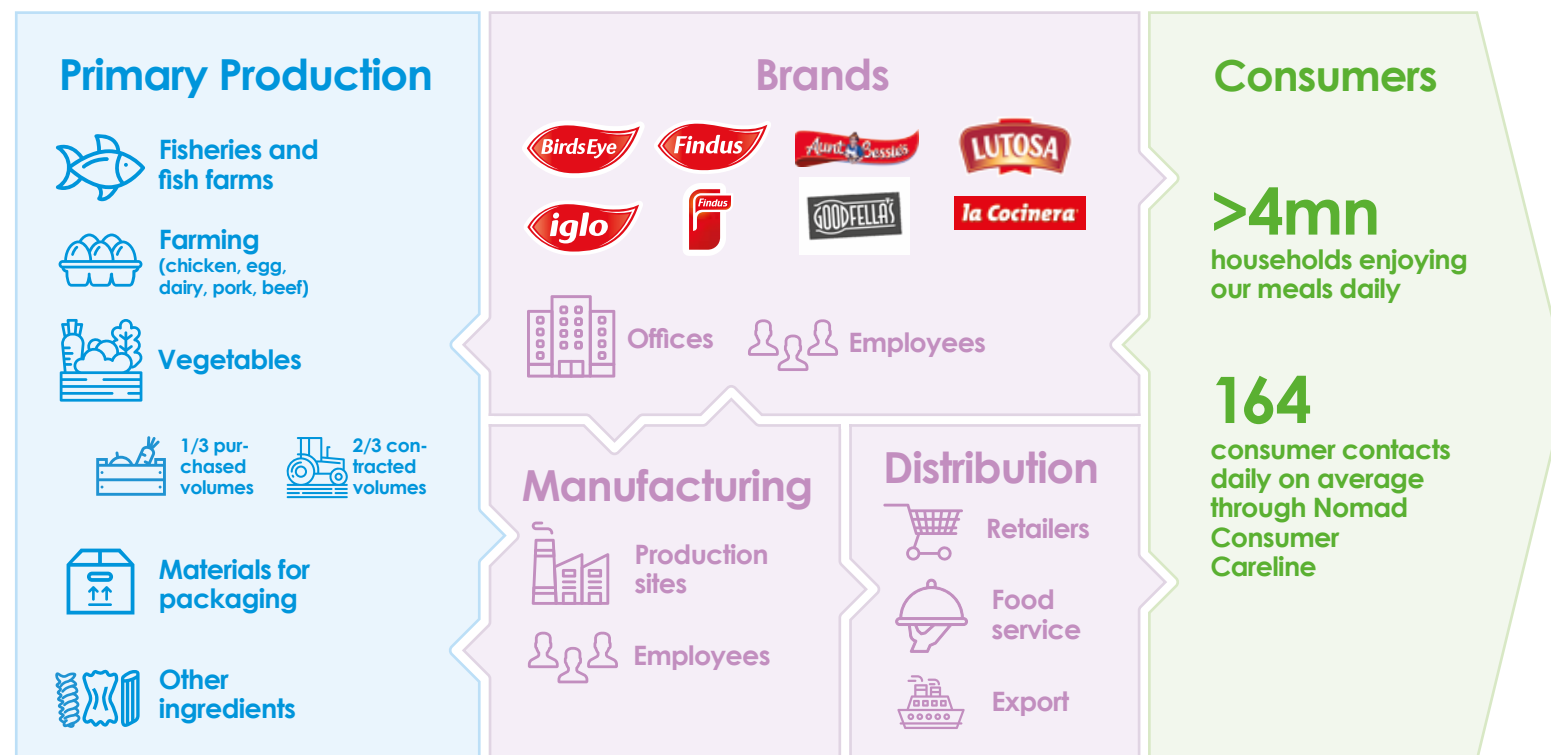 Primary Production
Fisheries and
fish farms
Farming
(chicken, egg,
dairy, pork, beef)
Vegetables
1/3 pur-
chased
volumes
2/3 con-
tracted
volumes
Materials for
packaging
Other
ingredients
Brands
BirdsEye
Findus
Aunt Bessie's
LUTOSA
iglo
Findus
GOODFELLA'S
la Cocinera
Offices
Employees
Manufacturing
Production
sites
Employees
Distribution
Retailers
Food
service
Export
Consumers
>4mn
households enjoying
our meals daily
164
consumer contacts
daily on average
through Nomad
Consumer
Careline